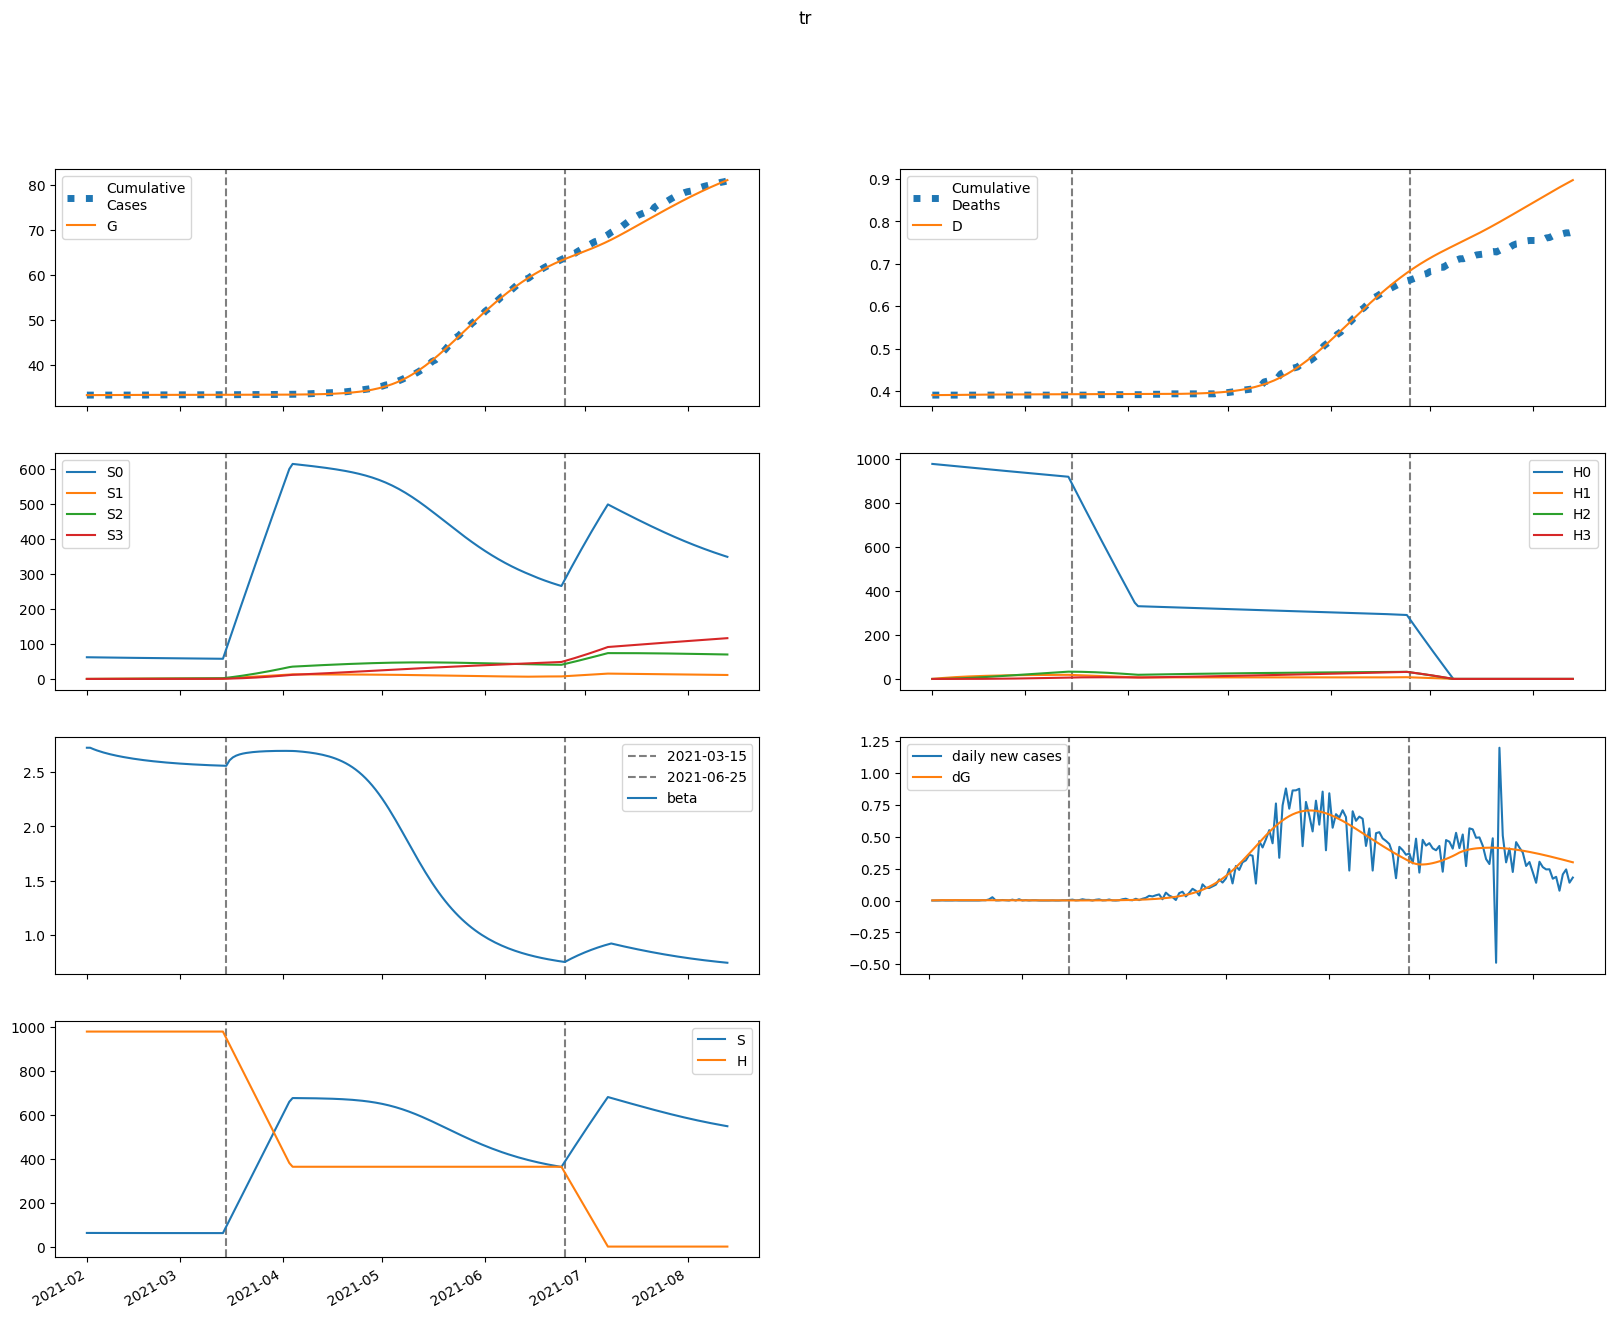 tr
Cumulative
Cases
G
80
70
60
50
40
Cumulative
Deaths
D
0.9
0.8
0.7
0.6
0.5
0.4
S0
S1
S2
S3
600
500
400
300
200
100
0
H0
H1
H2
H3
1000
800
600
400
200
0
2021-03-15
2021-06-25
beta
2.5
2.0
1.5
1.0
daily new cases
dG
1.25
1.00
0.75
0.50
0.25
0.00
−0.25
−0.50
S
H
1000
800
600
400
200
0
2021-02
2021-03
2021-04
2021-05
2021-06
2021-07
2021-08